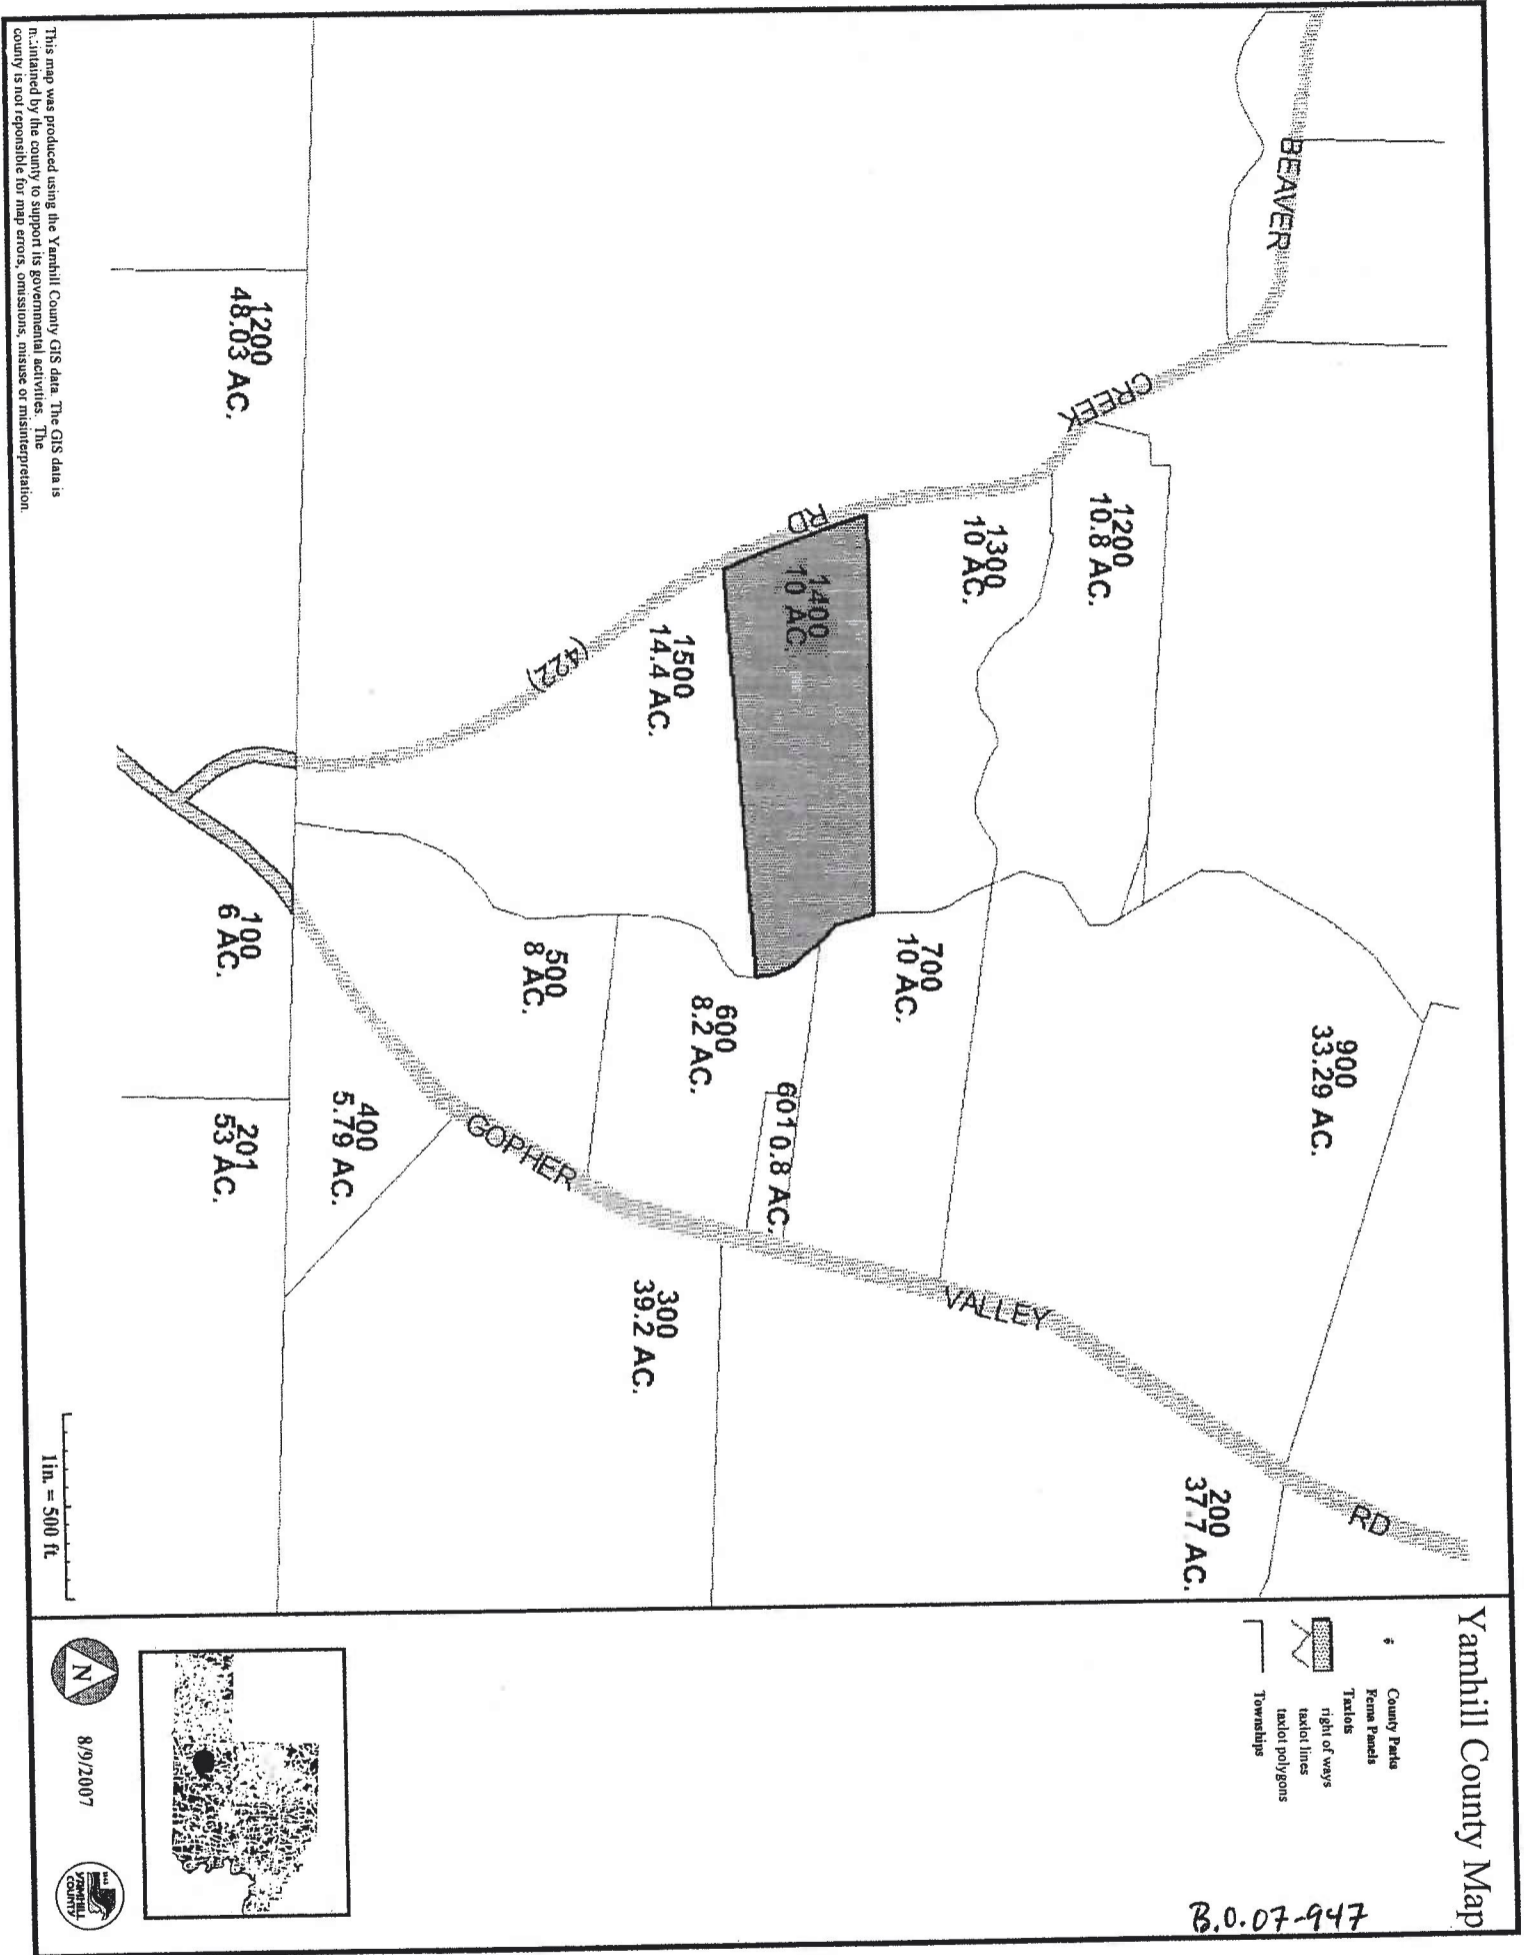 Yamhill County Map
B.O.07-947
County Parks
Fema Panels
Taxlots
right of ways
taxlot lines
taxlot polygons
Townships
N
8/9/2007
YAMHILL
COUNTY
BEAVER
CREEK
RD
(42)
GOPHER
VALLEY
RD
1200
10.8 AC.
1300
10 AC.
1400
10 AC.
1500
14.4 AC.
900
33.29 AC.
700
10 AC.
601 0.8 AC.
600
8.2 AC.
500
8 AC.
400
5.79 AC.
300
39.2 AC.
200
37.7 AC.
1200
48.03 AC.
100
6 AC.
201
53 AC.
1in. = 500 ft.
This map was produced using the Yamhill County GIS data. The GIS data is
maintained by the county to support its governmental activities. The
county is not reponsible for map errors, omissions, misuse or misinterpretation.